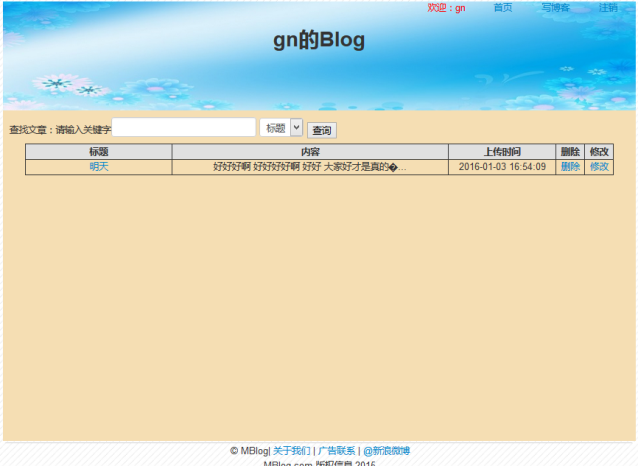 欢迎：gn 首页 写博客 注销
gn的Blog
查找文章：请输入关键字 标题 查询
标题 内容 上传时间 删除 修改
明天 好好好啊 好好好好啊 好好 大家好才是真的�... 2016-01-03 16:54:09 删除 修改
© MBlog| 关于我们 | 广告联系 | @新浪微博
MBlog.com 版权信息 2015